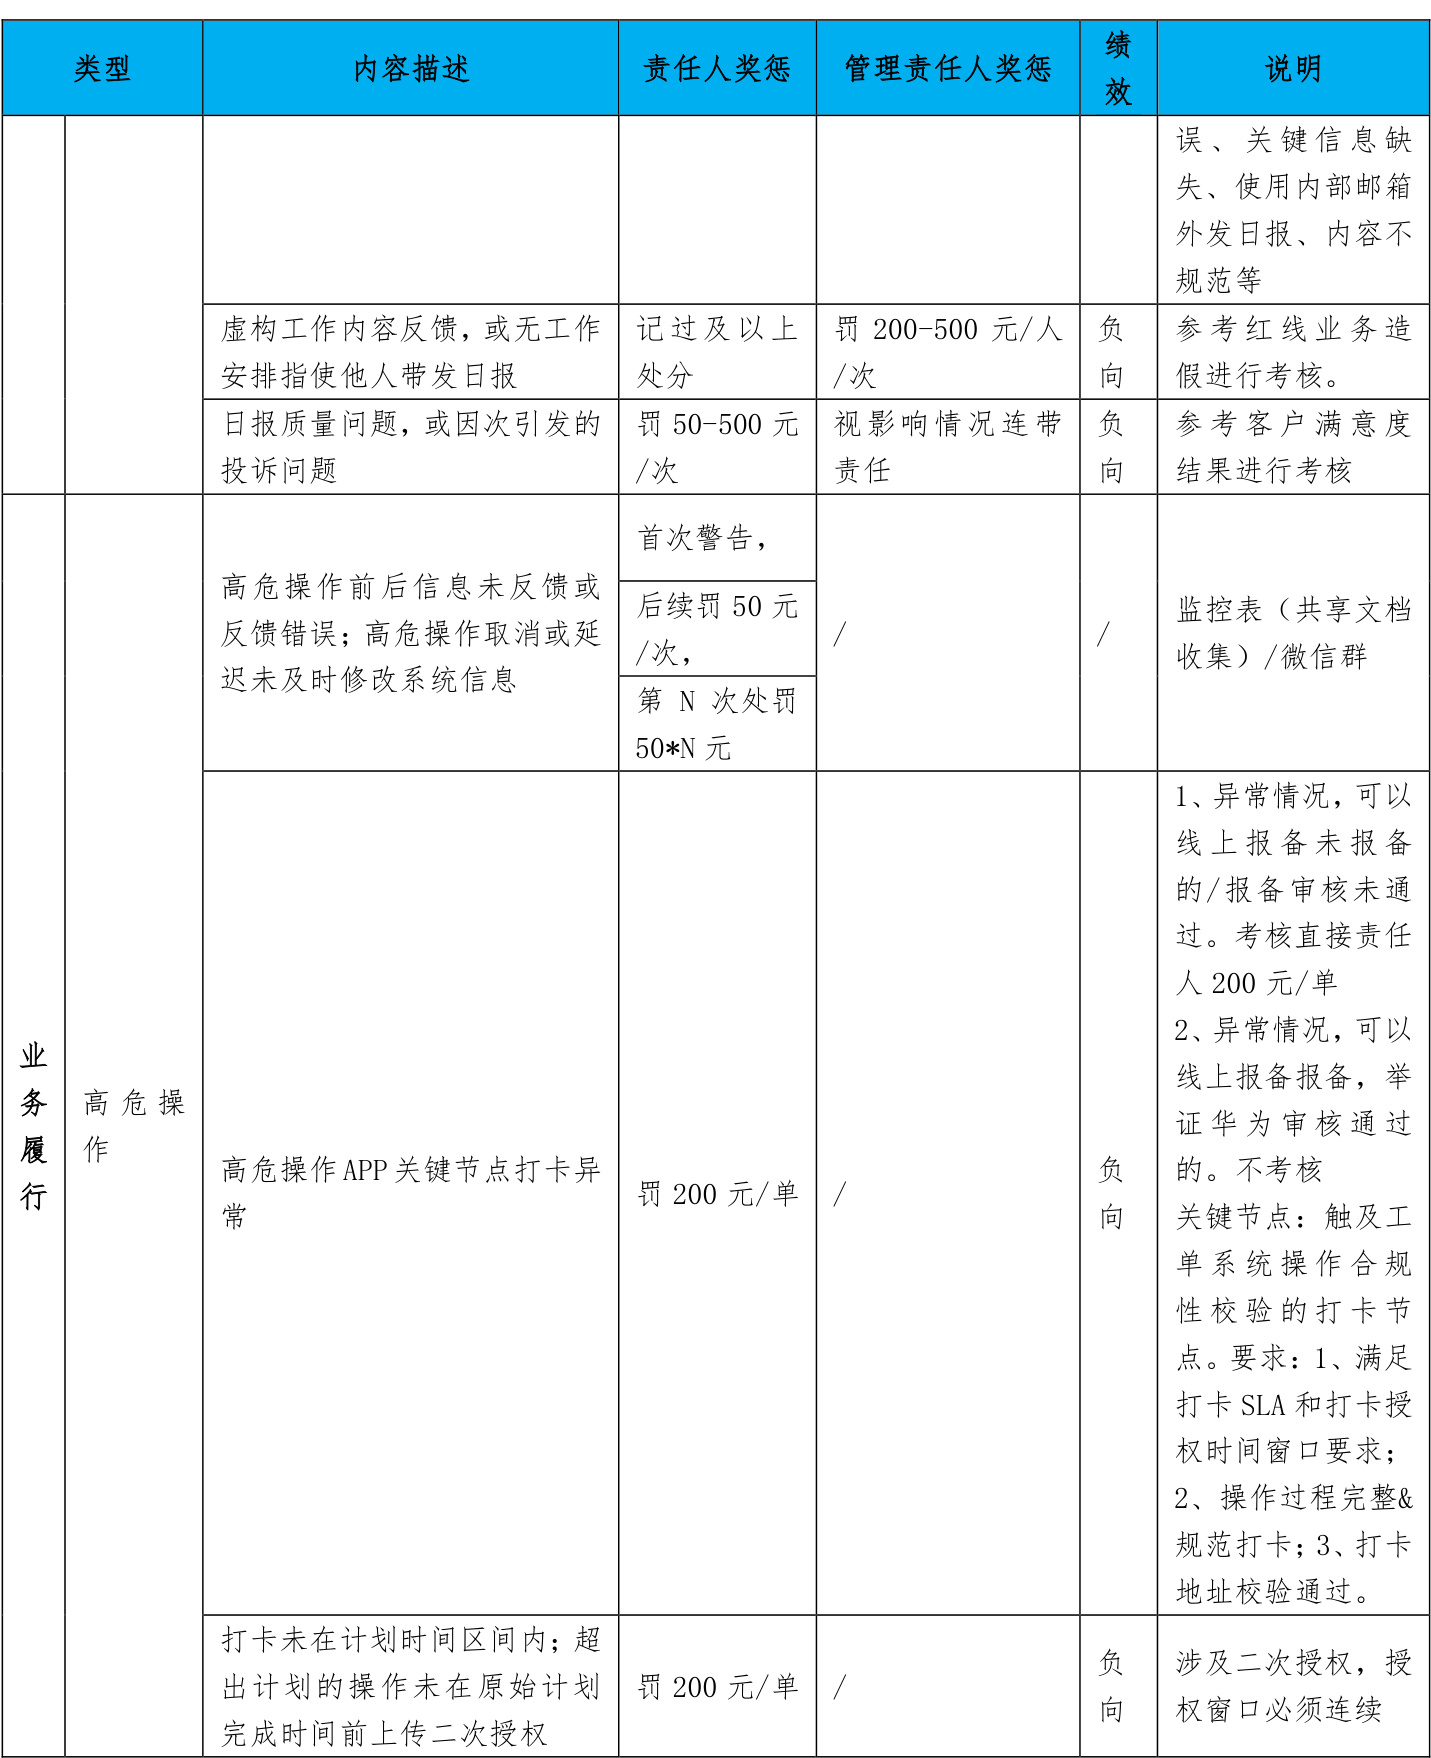 类型 内容描述 责任人奖惩 管理责任人奖惩 绩效 说明
误、关键信息缺
失、使用内部邮箱
外发日报、内容不
规范等
虚构工作内容反馈，或无工作
安排指使他人带发日报
记过及以上
处分
罚 200-500 元/人
/次
负
向
参考红线业务造
假进行考核。
日报质量问题，或因次引发的
投诉问题
罚 50-500 元
/次
视影响情况连带
责任
负
向
参考客户满意度
结果进行考核
业
务
履
行
高危操
作
高危操作前后信息未反馈或
反馈错误；高危操作取消或延
迟未及时修改系统信息
首次警告，
后续罚 50 元
/次，
第 N 次处罚
50*N 元
/
/
监控表（共享文档
收集）/微信群
高危操作 APP 关键节点打卡异
常
罚 200 元/单
/
负
向
1、异常情况，可以
线上报备未报备
的/报备审核未通
过。考核直接责任
人 200 元/单
2、异常情况，可以
线上报备报备，举
证华为审核通过
的。不考核
关键节点：触及工
单系统操作合规
性校验的打卡节
点。要求：1、满足
打卡 SLA 和打卡授
权时间窗口要求；
2、操作过程完整&
规范打卡；3、打卡
地址校验通过。
打卡未在计划时间区间内；超
出计划的操作未在原始计划
完成时间前上传二次授权
罚 200 元/单
/
负
向
涉及二次授权，授
权窗口必须连续